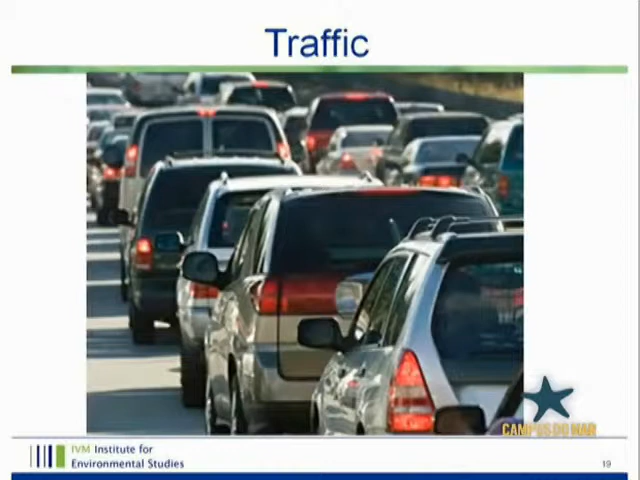 Traffic
CAMPUS DO MAR
IVM Institute for
Environmental Studies
19